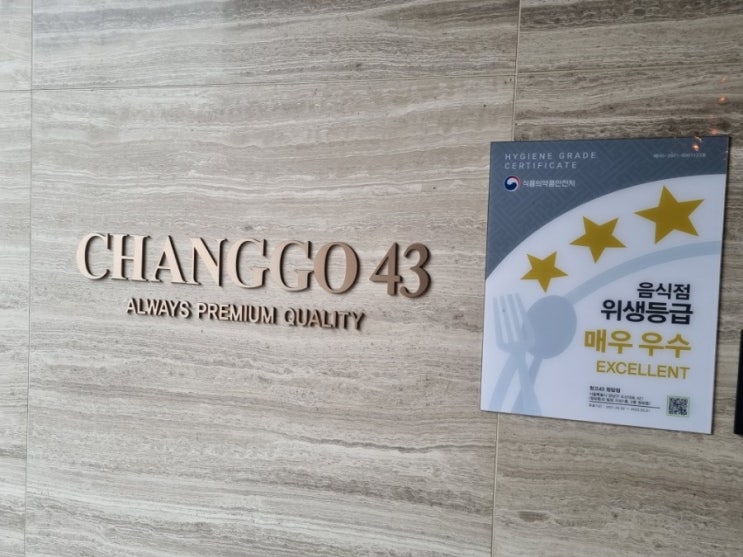 CHANGGO 43
ALWAYS PREMIUM QUALITY
HYGIENE GRADE
CERTIFICATE
식품의약품안전처
음식점
위생등급
매우 우수
EXCELLENT